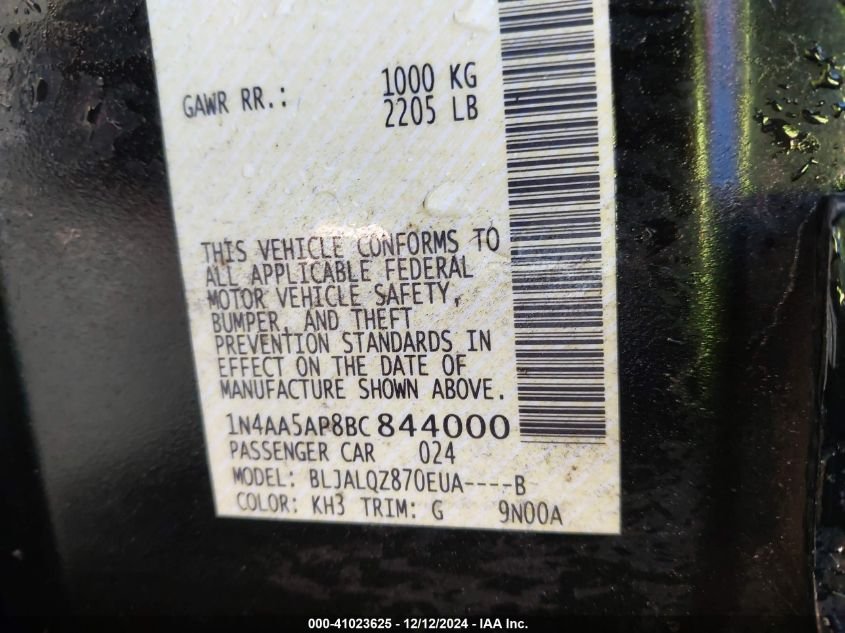 GAWR RR.: 1000 KG
2205 LB
THIS VEHICLE CONFORMS TO
ALL APPLICABLE FEDERAL
MOTOR VEHICLE SAFETY,
BUMPER, AND THEFT
PREVENTION STANDARDS IN
EFFECT ON THE DATE OF
MANUFACTURE SHOWN ABOVE.
1N4AA5AP8BC844000
PASSENGER CAR 024
MODEL: BLJALQZ870EUA----B
COLOR: KH3 TRIM: G 9N00A
000-41023625 - 12/12/2024 - IAA Inc.